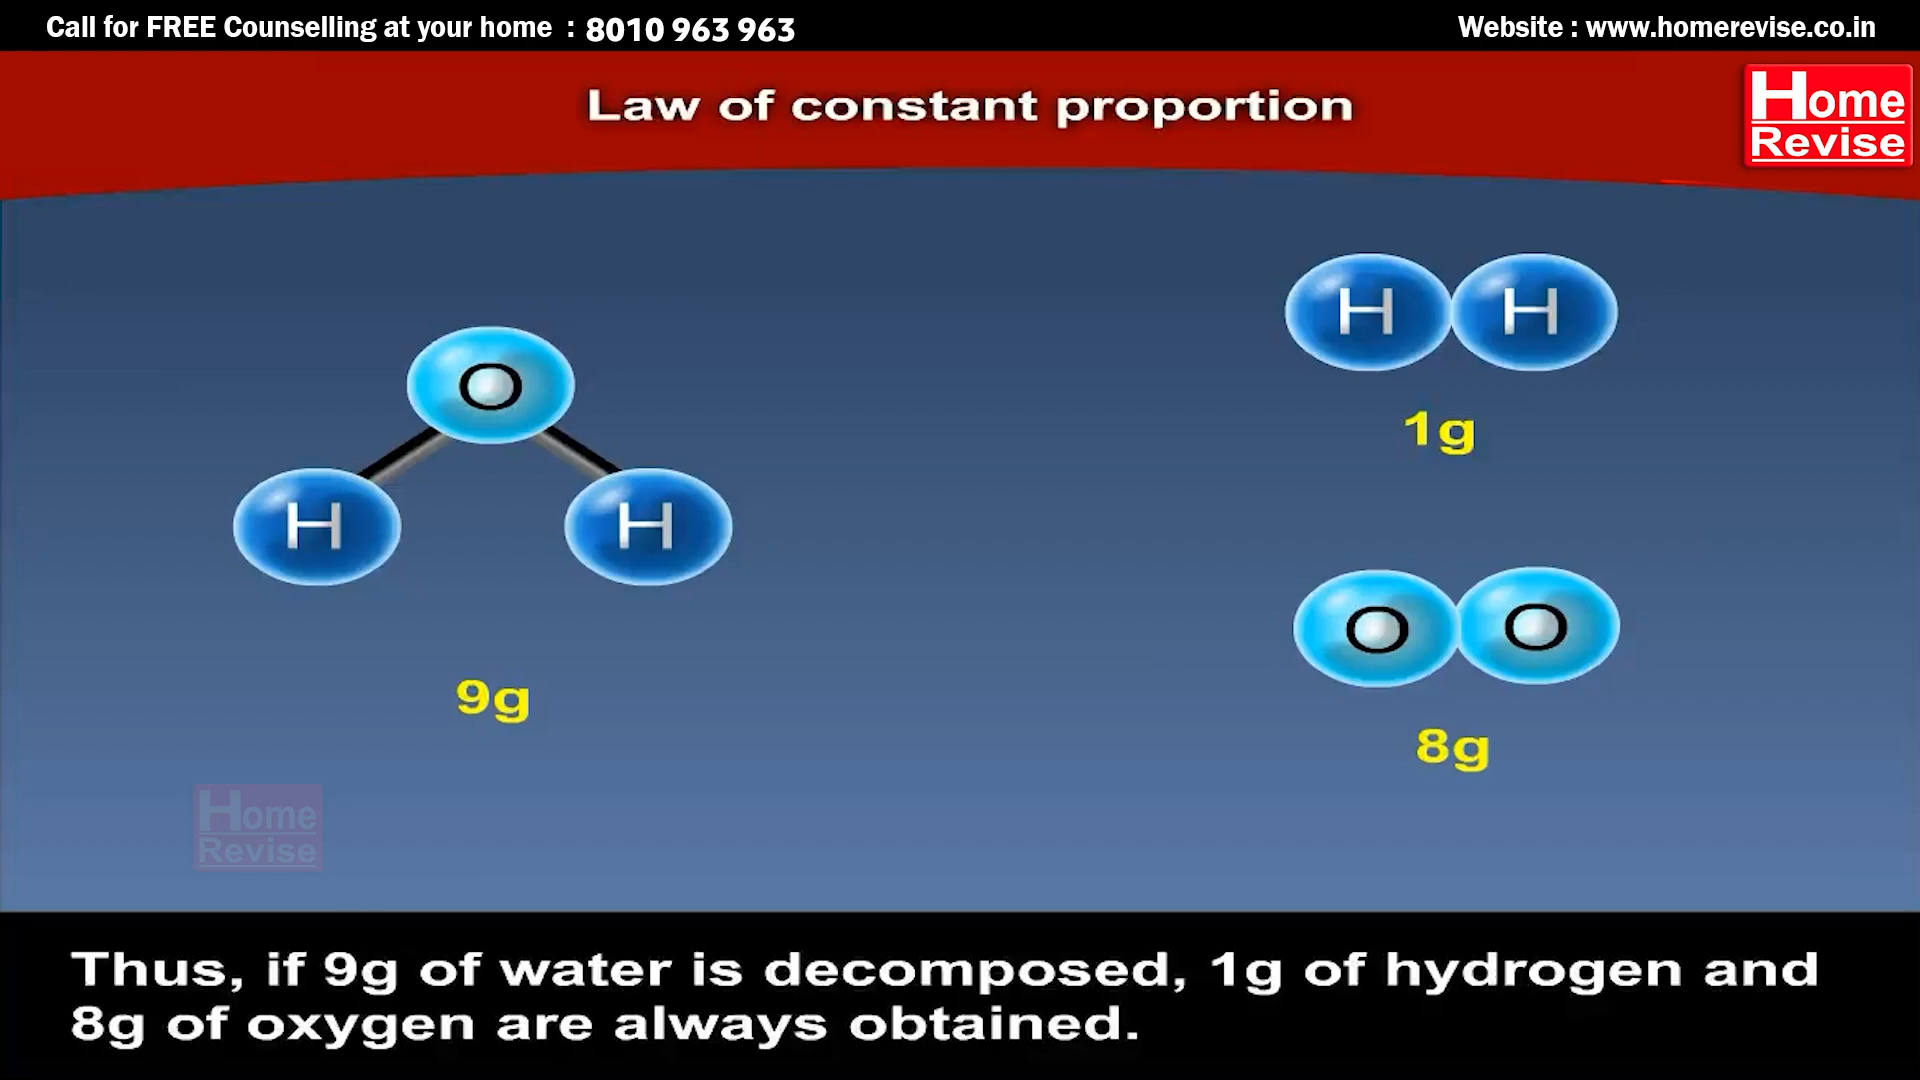 Call for FREE Counselling at your home : 8010 963 963
Website : www.homerevise.co.in
Law of constant proportion
Home
Revise
H H
1g
O
H H
O O
9g
8g
Home
Revise
Thus, if 9g of water is decomposed, 1g of hydrogen and
8g of oxygen are always obtained.